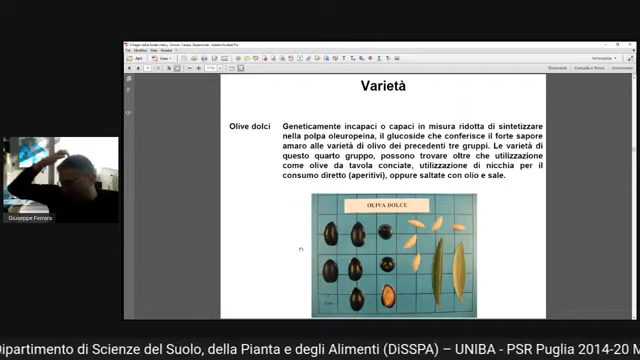 Varietà
Olive dolci
Geneticamente incapaci o capaci in misura ridotta di sintetizzare
nella polpa oleuropeina, il glucoside che conferisce il forte sapore
amaro alle varietà di olivo dei precedenti tre gruppi. Le varietà di
questo quarto gruppo, possono trovare oltre che utilizzazione
come olive da tavola conciate, utilizzazione di nicchia per il
consumo diretto (aperitivi), oppure saltate con olio e sale.
OLIVA DOLCE
Giuseppe Ferrara
Dipartimento di Scienze del Suolo, della Pianta e degli Alimenti (DiSSPA) – UNIBA - PSR Puglia 2014-20 M